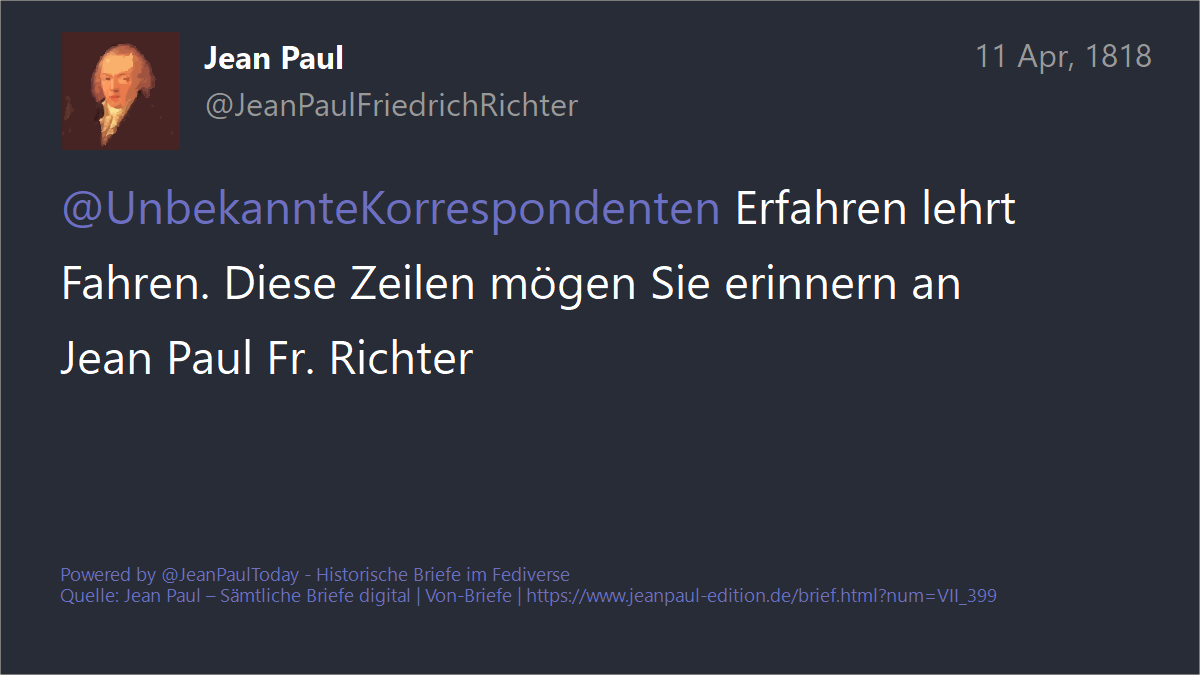 Jean Paul
11 Apr, 1818
@JeanPaulFriedrichRichter
@UnbekannteKorrespondenten Erfahren lehrt
Fahren. Diese Zeilen mögen Sie erinnern an
Jean Paul Fr. Richter
Powered by @JeanPaulToday - Historische Briefe im Fediverse
Quelle: Jean Paul – Sämtliche Briefe digital | Von-Briefe | https://www.jeanpaul-edition.de/brief.html?num=VII_399